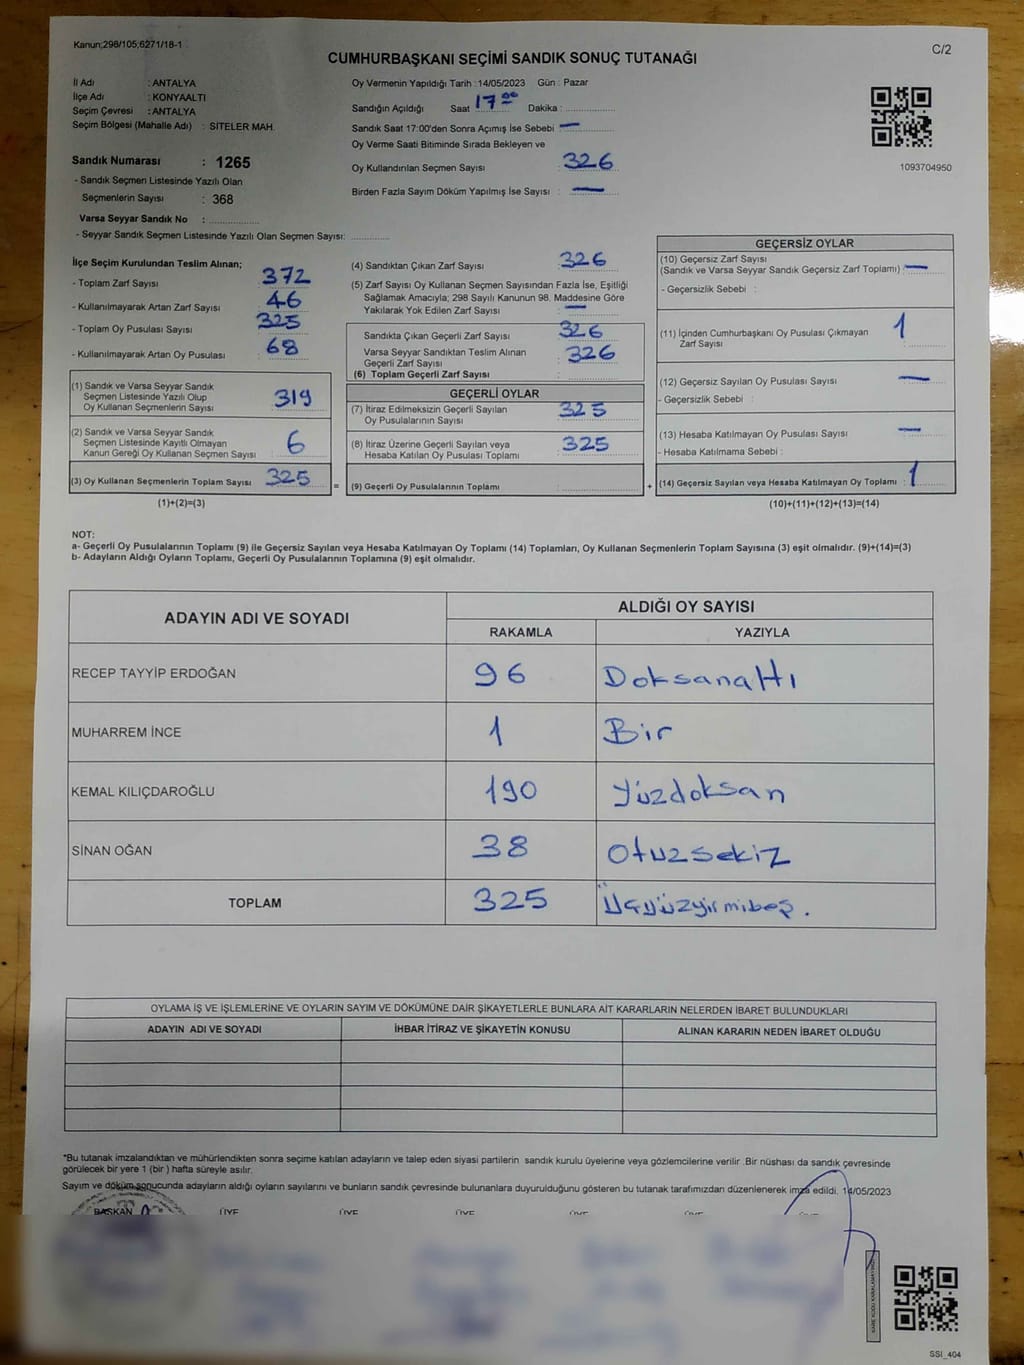 Kanun;298/105;6271/18-1
C/2
CUMHURBAŞKANI SEÇİMİ SANDIK SONUÇ TUTANAĞI
İl Adı : ANTALYA
İlçe Adı : KONYAALTI
Seçim Çevresi : ANTALYA
Seçim Bölgesi (Mahalle Adı) : SİTELER MAH.
Sandık Numarası : 1265
- Sandık Seçmen Listesinde Yazılı Olan
Seçmenlerin Sayısı : 368
Varsa Seyyar Sandık No :
- Seyyar Sandık Seçmen Listesinde Yazılı Olan Seçmen Sayısı:
Oy Vermenin Yapıldığı Tarih : 14/05/2023 Gün : Pazar
Sandığın Açıldığı Saat 17 00 Dakika :
Sandık Saat 17:00'den Sonra Açımış İse Sebebi —
Oy Verme Saati Bitiminde Sırada Bekleyen ve
Oy Kullandırılan Seçmen Sayısı : 326
Birden Fazla Sayım Döküm Yapılmış İse Sayısı : —
1093704950
İlçe Seçim Kurulundan Teslim Alınan;
- Toplam Zarf Sayısı : 372
- Kullanılmayarak Artan Zarf Sayısı : 46
- Toplam Oy Pusulası Sayısı : 325
- Kullanılmayarak Artan Oy Pusulası : 68
(1) Sandık ve Varsa Seyyar Sandık
Seçmen Listesinde Yazılı Olup
Oy Kullanan Seçmenlerin Sayısı : 319
(2) Sandık ve Varsa Seyyar Sandık
Seçmen Listesinde Kayıtlı Olmayan
Kanun Gereği Oy Kullanan Seçmen Sayısı : 6
(3) Oy Kullanan Seçmenlerin Toplam Sayısı : 325
(1)+(2)=(3)
(4) Sandıktan Çıkan Zarf Sayısı : 326
(5) Zarf Sayısı Oy Kullanan Seçmen Sayısından Fazla İse, Eşitliği
Sağlamak Amacıyla; 298 Sayılı Kanunun 98. Maddesine Göre
Yakılarak Yok Edilen Zarf Sayısı : —
Sandıkta Çıkan Geçerli Zarf Sayısı : 326
Varsa Seyyar Sandıktan Teslim Alınan : 326
Geçerli Zarf Sayısı
(6) Toplam Geçerli Zarf Sayısı :
GEÇERLİ OYLAR
(7) İtiraz Edilmeksizin Geçerli Sayılan : 325
Oy Pusulalarının Sayısı
(8) İtiraz Üzerine Geçerli Sayılan veya : 325
Hesaba Katılan Oy Pusulası Toplamı
= (9) Geçerli Oy Pusulalarının Toplamı : +
GEÇERSİZ OYLAR
(10) Geçersiz Zarf Sayısı
(Sandık ve Varsa Seyyar Sandık Geçersiz Zarf Toplamı) : —
- Geçersizlik Sebebi :
(11) İçinden Cumhurbaşkanı Oy Pusulası Çıkmayan 1
Zarf Sayısı :
(12) Geçersiz Sayılan Oy Pusulası Sayısı : —
- Geçersizlik Sebebi :
(13) Hesaba Katılmayan Oy Pusulası Sayısı : —
- Hesaba Katılmama Sebebi :
(14) Geçersiz Sayılan veya Hesaba Katılmayan Oy Toplamı : 1
(10)+(11)+(12)+(13)=(14)
NOT:
a- Geçerli Oy Pusulalarının Toplamı (9) ile Geçersiz Sayılan veya Hesaba Katılmayan Oy Toplamı (14) Toplamları, Oy Kullanan Seçmenlerin Toplam Sayısına (3) eşit olmalıdır. (9)+(14)=(3)
b- Adayların Aldığı Oyların Toplamı, Geçerli Oy Pusulalarının Toplamına (9) eşit olmalıdır.
ADAYIN ADI VE SOYADI
ALDIĞI OY SAYISI
RAKAMLA YAZIYLA
RECEP TAYYİP ERDOĞAN 96 Doksanaltı
MUHARREM İNCE 1 Bir
KEMAL KILIÇDAROĞLU 190 Yüzdoksan
SİNAN OĞAN 38 Otuzsekiz
TOPLAM 325 Üçyüzyirmibeş.
OYLAMA İŞ VE İŞLEMLERİNE VE OYLARIN SAYIM VE DÖKÜMÜNE DAİR ŞİKAYETLERLE BUNLARA AİT KARARLARIN NELERDEN İBARET BULUNDUKLARI
ADAYIN ADI VE SOYADI İHBAR İTİRAZ VE ŞİKAYETİN KONUSU ALINAN KARARIN NEDEN İBARET OLDUĞU
*Bu tutanak imzalandıktan ve mühürlendikten sonra seçime katılan adayların ve talep eden siyasi partilerin sandık kurulu üyelerine veya gözlemcilerine verilir .Bir nüshası da sandık çevresinde
görülecek bir yere 1 (bir ) hafta süreyle asılır.
Sayım ve döküm sonucunda adayların aldığı oyların sayılarını ve bunların sandık çevresinde bulunanlara duyurulduğunu gösteren bu tutanak tarafımızdan düzenlenerek imza edildi. 14/05/2023
BAŞKAN ÜYE ÜYE ÜYE ÜYE ÜYE ÜYE
KARE KODU KARALAMAYINIZ
SSI_404